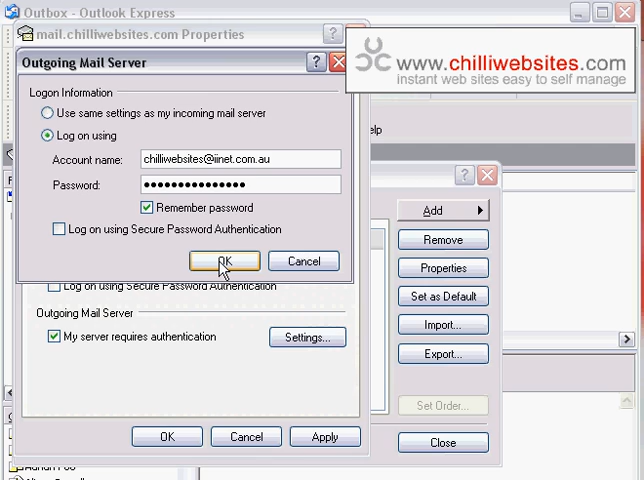 Outbox - Outlook Express
mail.chilliwebsites.com Properties
www.chilliwebsites.com
instant web sites easy to self manage
Outgoing Mail Server
Logon Information
Use same settings as my incoming mail server
Log on using
elp
Account name: chilliwebsites@iinet.com.au
Password: ●●●●●●●●●●●●●●●
Remember password
Log on using Secure Password Authentication
OK Cancel
Add
Remove
Properties
Set as Default
Import...
Export...
Set Order...
Close
Log on using Secure Password Authentication
Outgoing Mail Server
My server requires authentication
Settings...
OK Cancel Apply